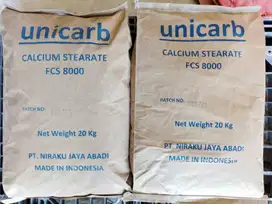 unicarb
CALCIUM STEARATE
FCS 8000
BATCH NO :
Net Weight 20 Kg
PT. NIRAKU JAYA ABADI
MADE IN INDONESIA
unicarb
CALCIUM STEARATE
FCS 8000
BATCH NO
Net Weight 20 Kg
PT. NIRAKU JAYA ABADI
MADE IN INDONESIA